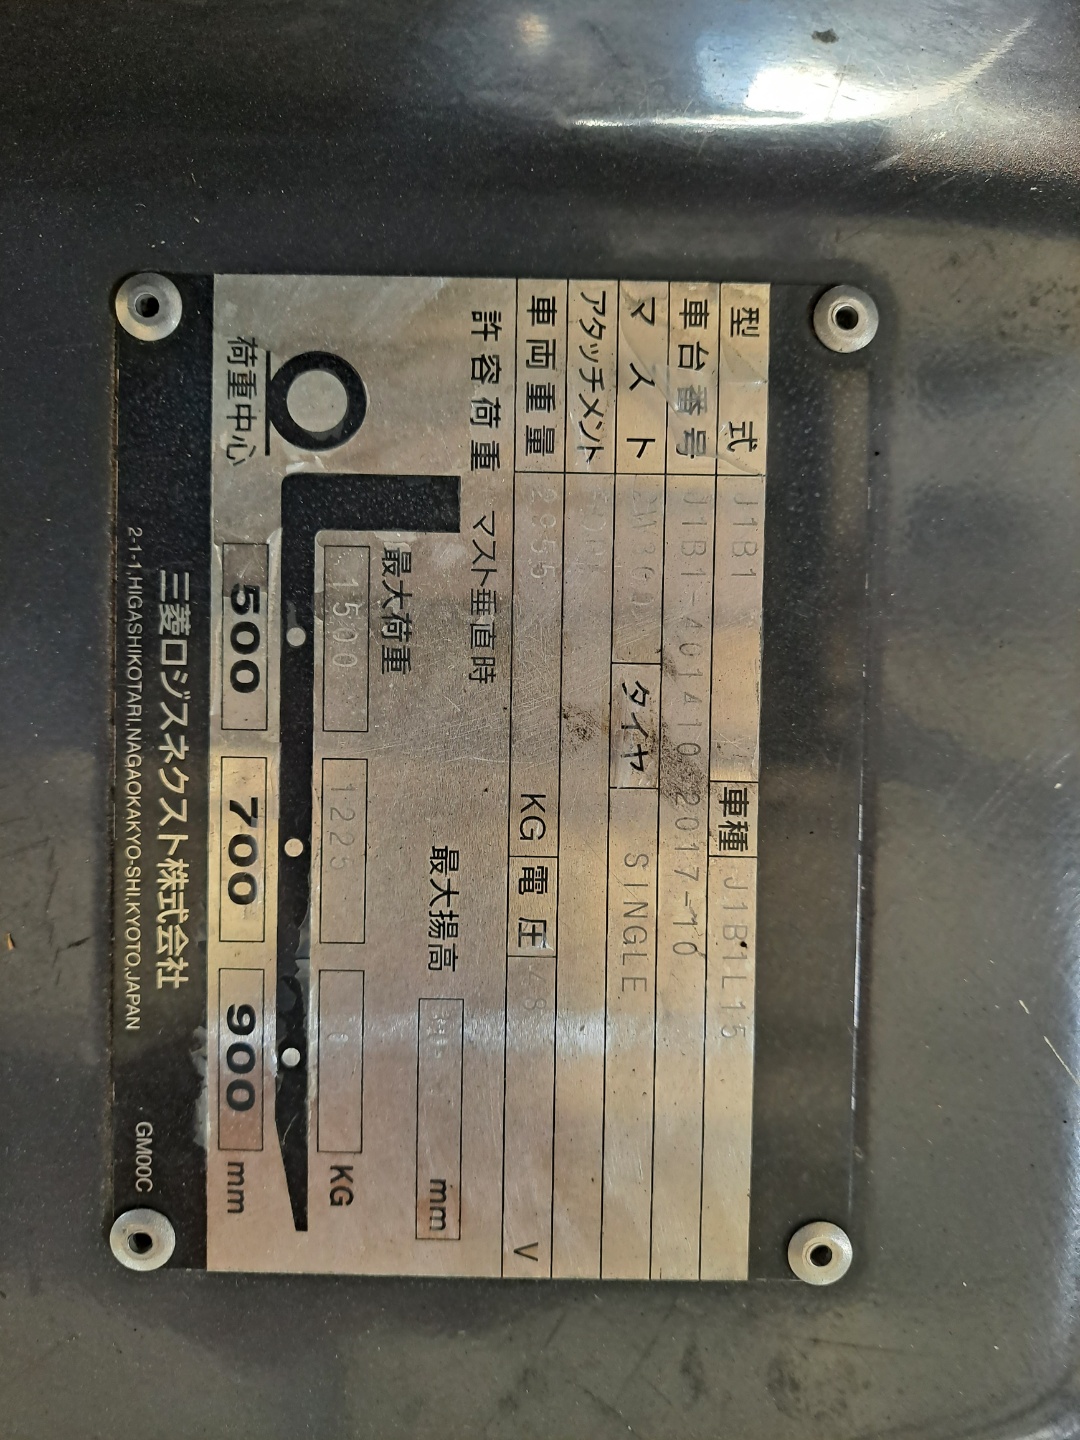 型式 J1B1 車種 J1B1L15
車台番号 J1B1-401410 2017-10
マスト タイヤ SINGLE
アタッチメント
車両重量 2955 KG 電圧 48 V
許容荷重 マスト垂直時 最大揚高 mm
最大荷重
1500 1225 0 KG
荷重中心 500 700 900 mm
三菱ロジスネクスト株式会社
2-1-1,HIGASHIKOTARI,NAGAOKAKYO-SHI,KYOTO,JAPAN GM00C